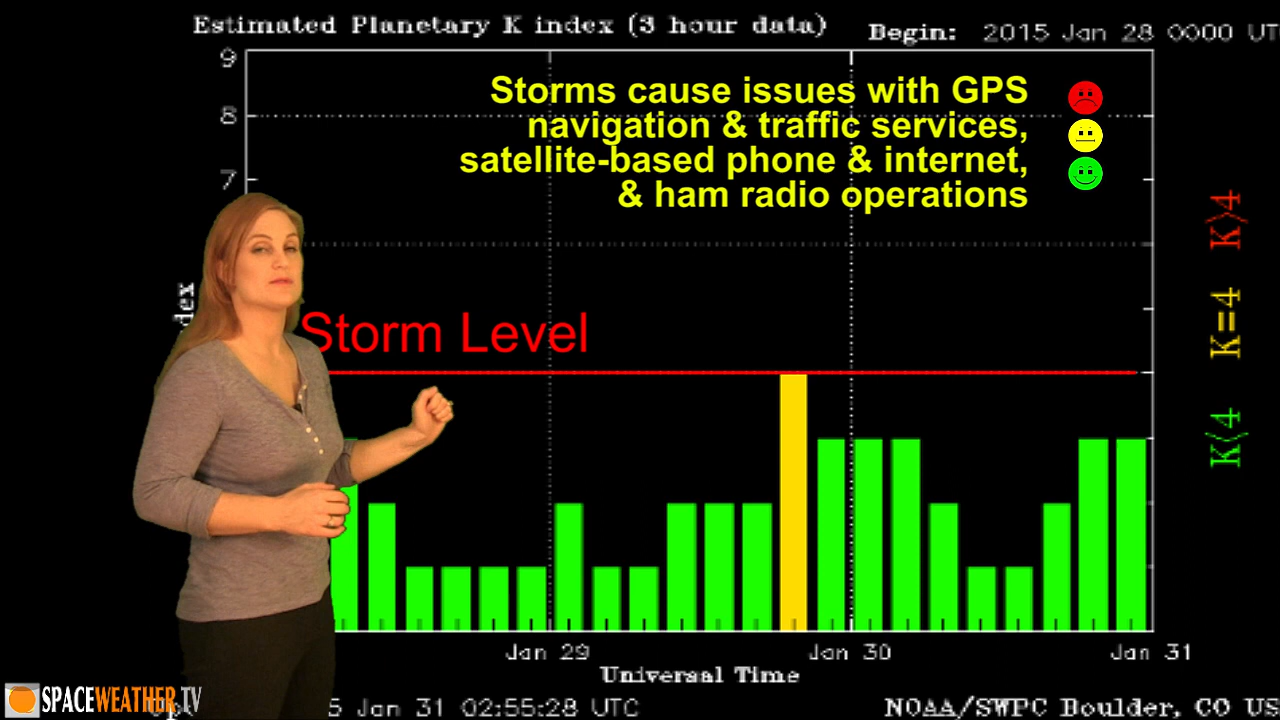 Estimated Planetary K index (3 hour data)
Begin: 2015 Jan 28 0000 UT
9
8
7
Storms cause issues with GPS
navigation & traffic services,
satellite-based phone & internet,
& ham radio operations
K>4
K=4
K<4
dex
Storm Level
Jan 29
Jan 30
Jan 31
Universal Time
SPACEWEATHER.TV
5 Jan 31 02:55:28 UTC
NOAA/SWPC Boulder, CO US